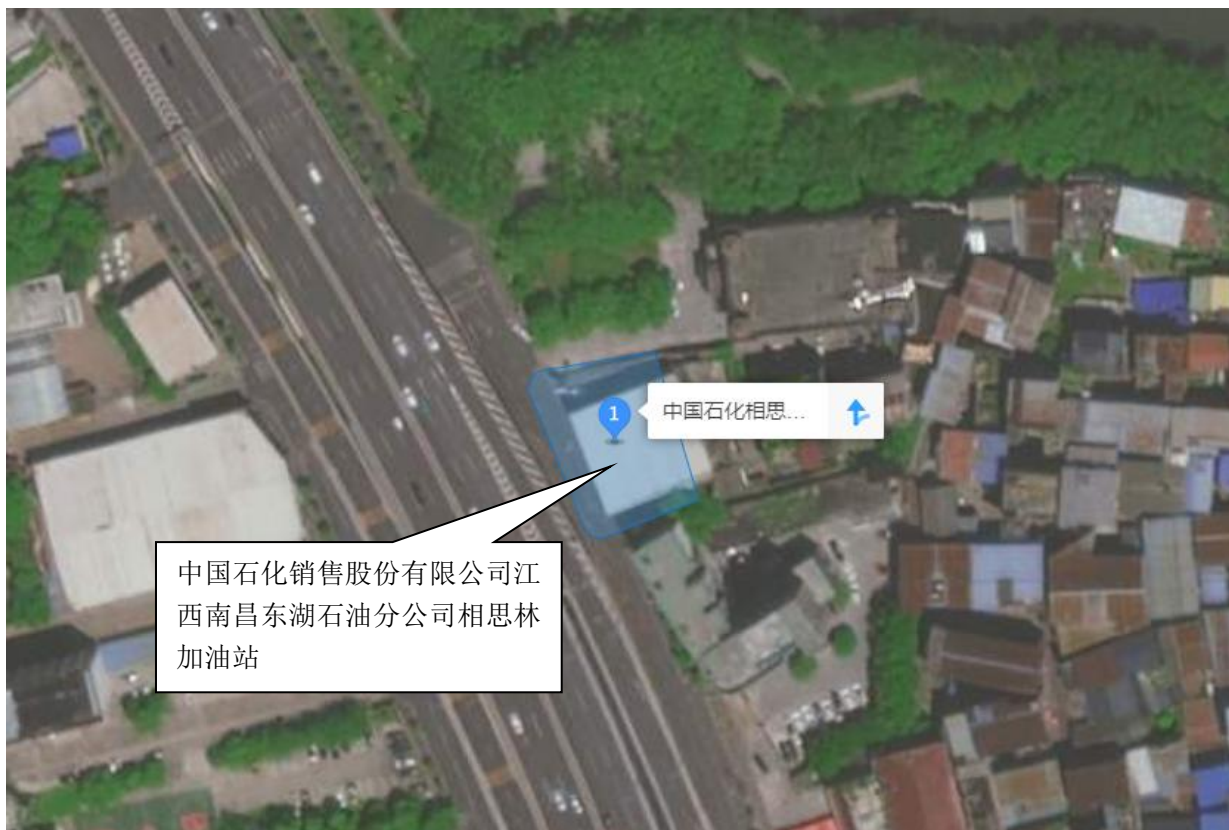 1
中国石化相思...
中国石化销售股份有限公司江
西南昌东湖石油分公司相思林
加油站